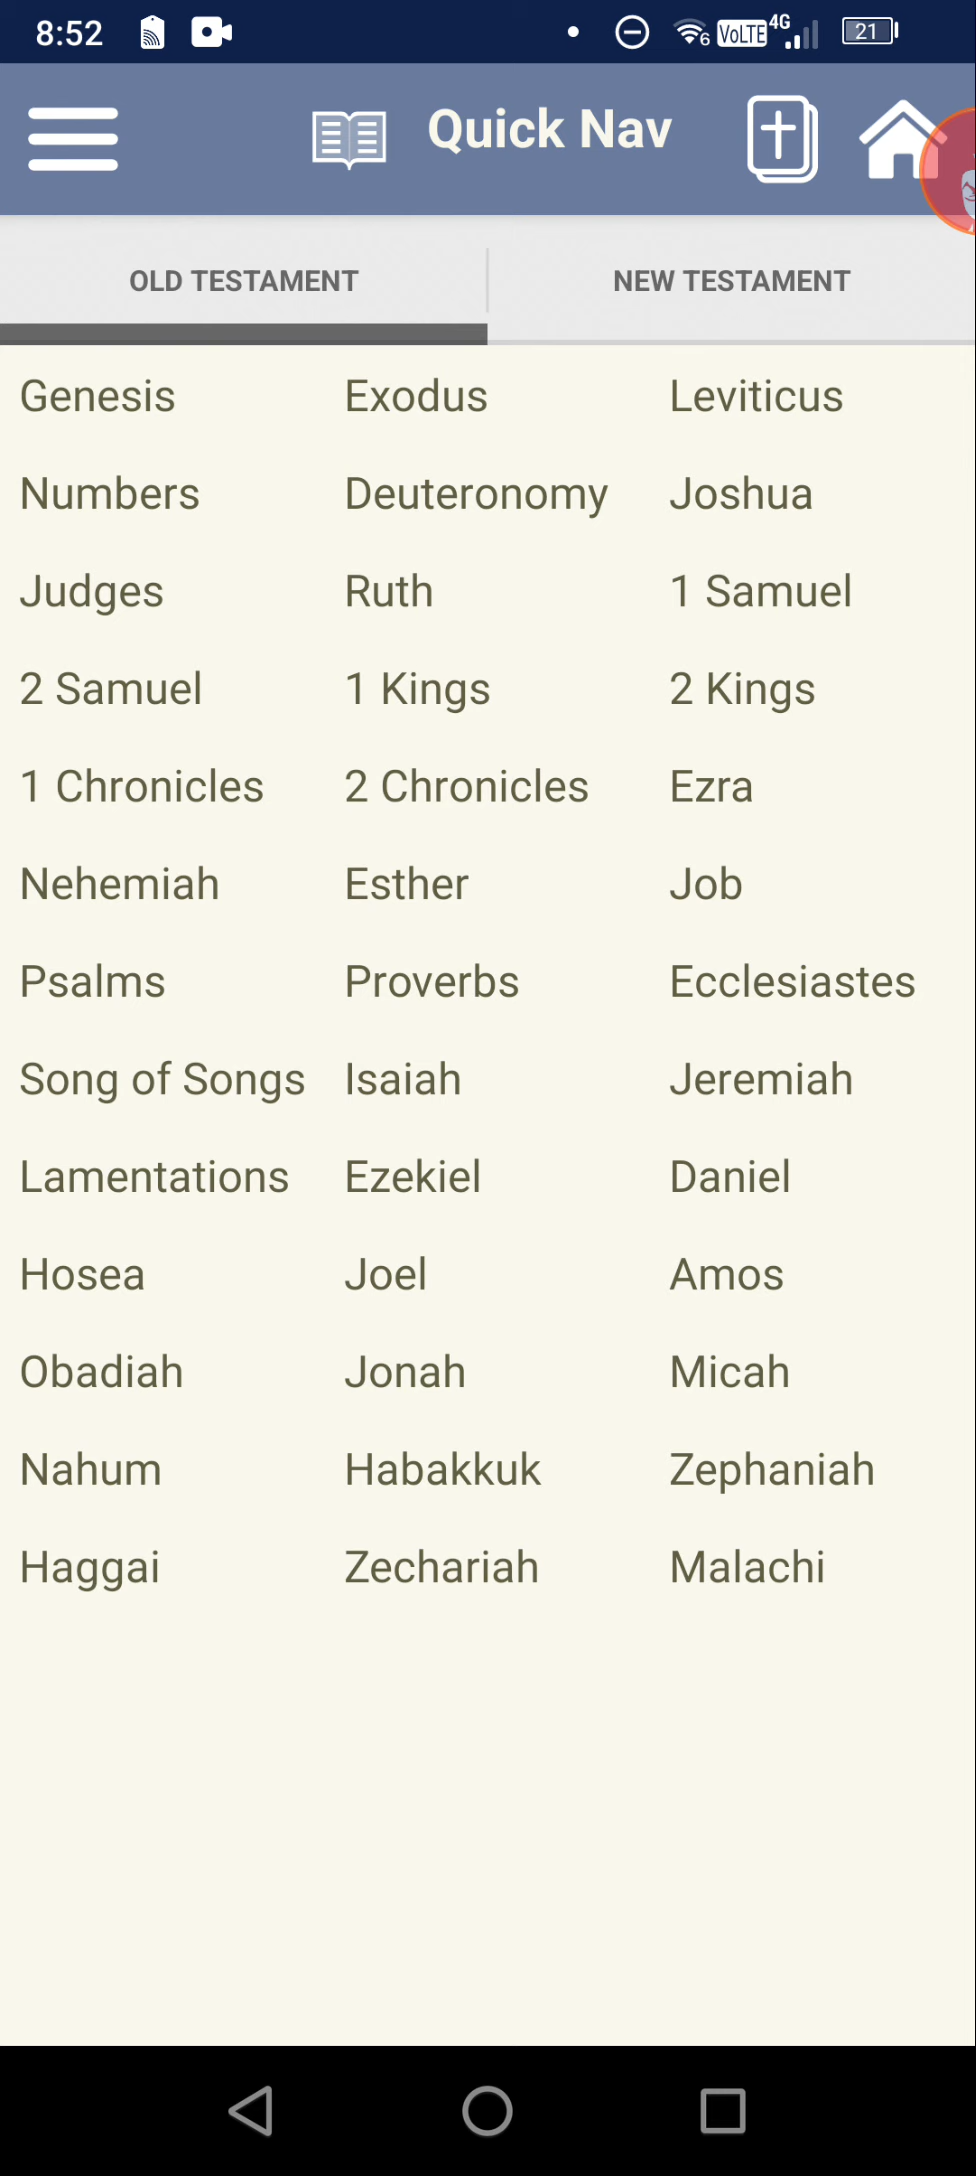 8:52 VoLTE 4G 21
Quick Nav
OLD TESTAMENT NEW TESTAMENT
Genesis Exodus Leviticus
Numbers Deuteronomy Joshua
Judges Ruth 1 Samuel
2 Samuel 1 Kings 2 Kings
1 Chronicles 2 Chronicles Ezra
Nehemiah Esther Job
Psalms Proverbs Ecclesiastes
Song of Songs Isaiah Jeremiah
Lamentations Ezekiel Daniel
Hosea Joel Amos
Obadiah Jonah Micah
Nahum Habakkuk Zephaniah
Haggai Zechariah Malachi